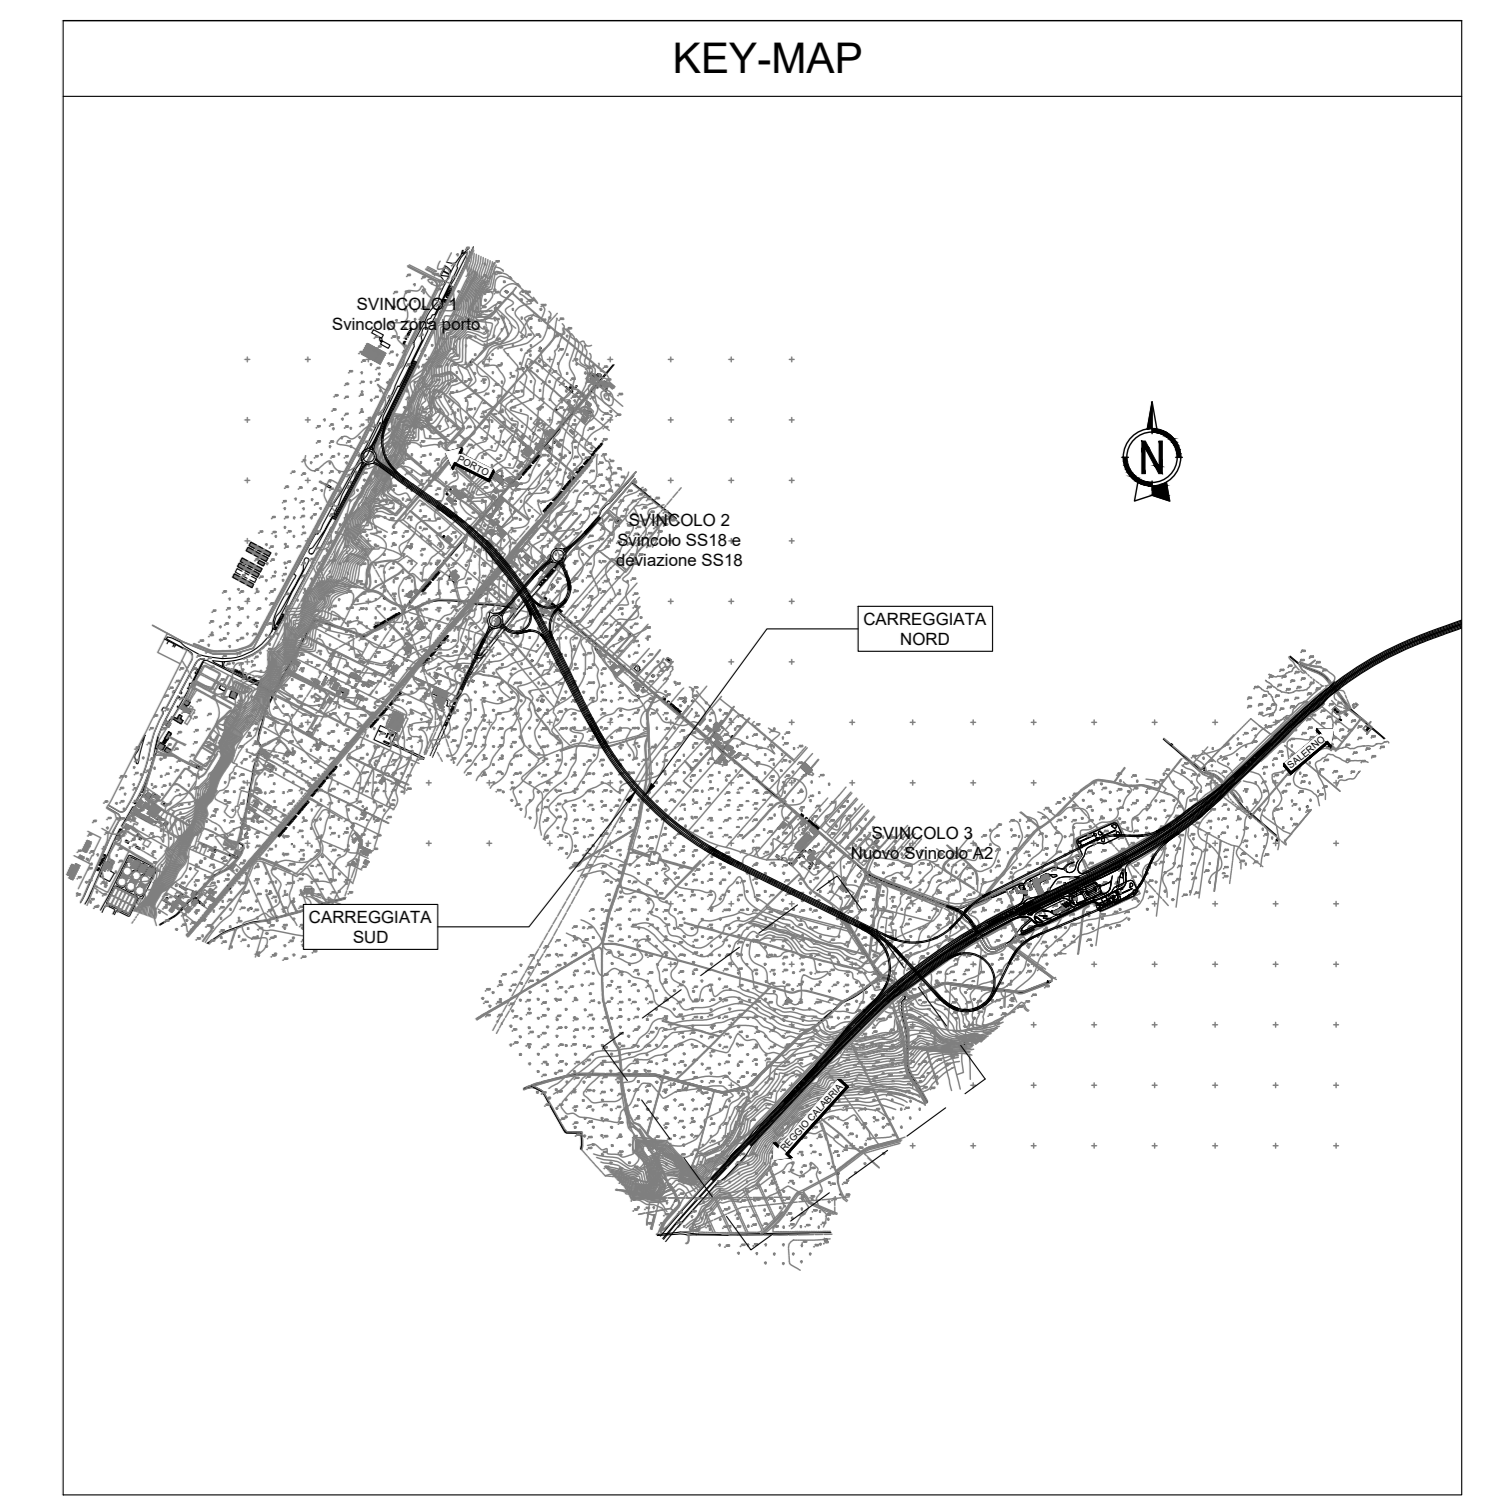 KEY-MAP
SVINCOLO 1
Svincolo zona porto
PORTO
N
SVINCOLO 2
Svincolo SS18 e
deviazione SS18
CARREGGIATA
NORD
SALERNO
SVINCOLO 3
Nuovo Svincolo A2
CARREGGIATA
SUD
REGGIO CALABRIA